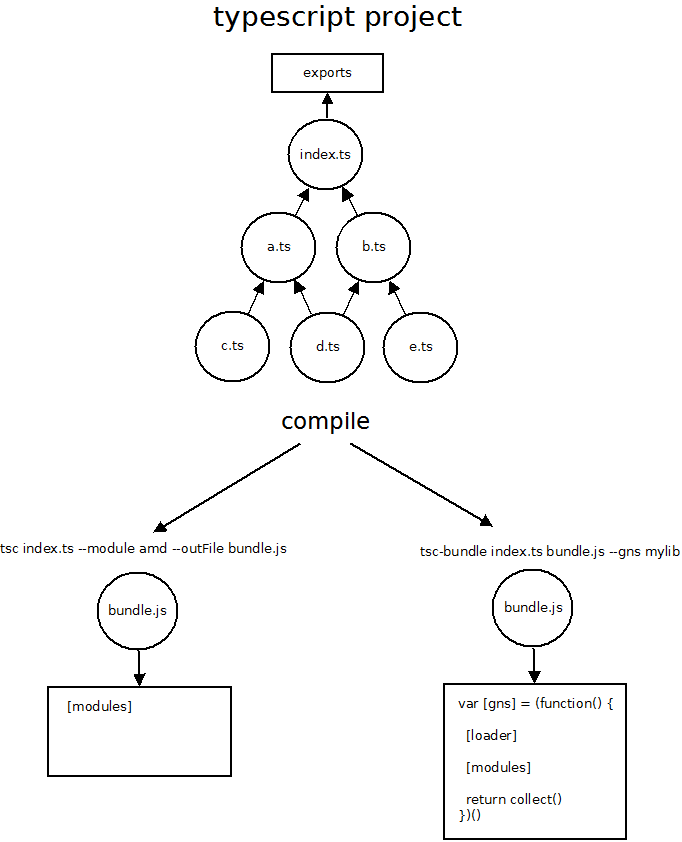 typescript project
exports
index.ts
a.ts
b.ts
c.ts
d.ts
e.ts
compile
tsc index.ts --module amd --outFile bundle.js
tsc-bundle index.ts bundle.js --gns mylib
bundle.js
bundle.js
[modules]
var [gns] = (function() {
[loader]
[modules]
return collect()
})()